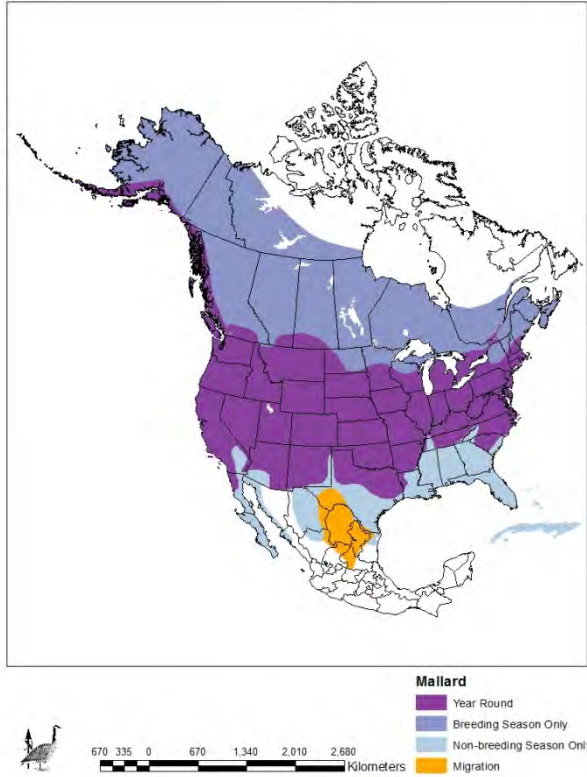 Mallard
Year Round
Breeding Season Only
Non-breeding Season Only
Migration
670 335 0 670 1,340 2,010 2,680
Kilometers